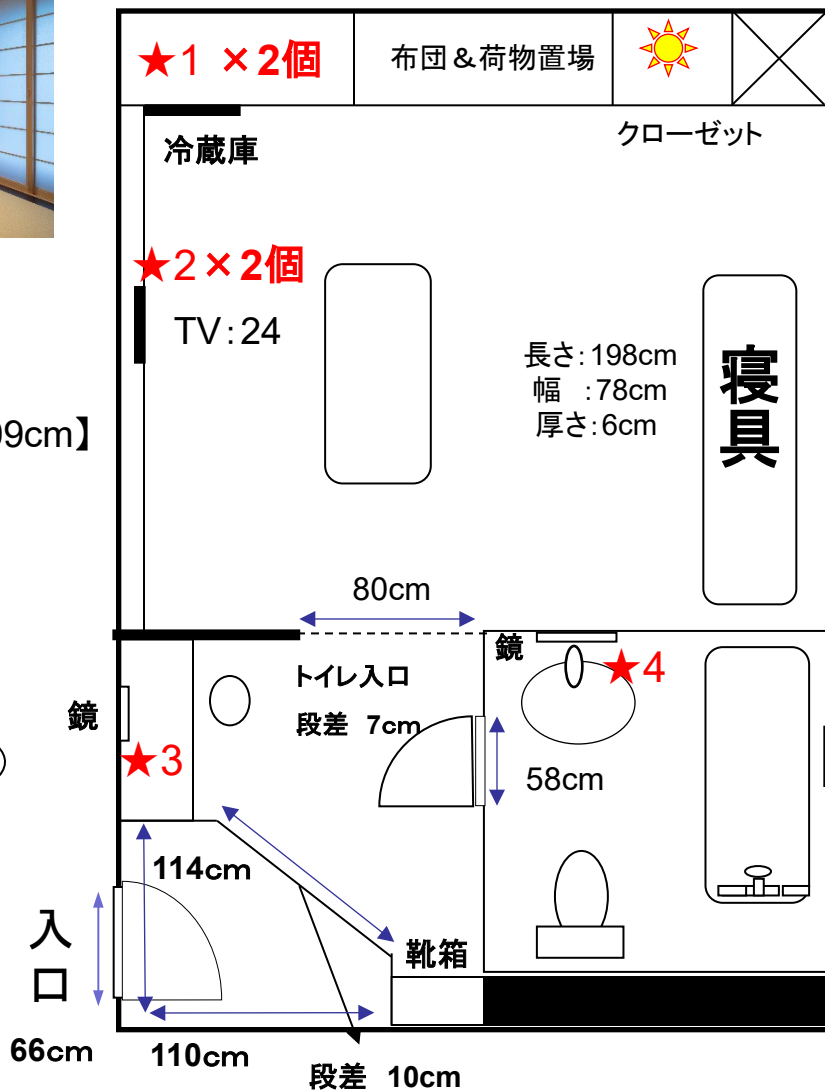 ★1 ×2個
布団&荷物置場
クローゼット
冷蔵庫
★2×2個
TV:24
長さ:198cm
幅 :78cm
厚さ:6cm
寝具
9cm】
80cm
鏡
トイレ入口
★4
段差 7cm
鏡
★3
58cm
114cm
入口
靴箱
66cm
110cm
段差 10cm